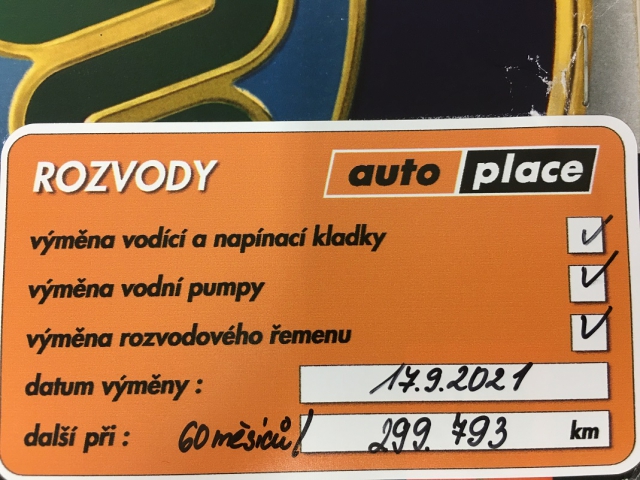 ROZVODY
auto place
výměna vodící a napínací kladky
výměna vodní pumpy
výměna rozvodového řemenu
datum výměny : 17.9.2021
další při : 60 měsíců / 299.793 km